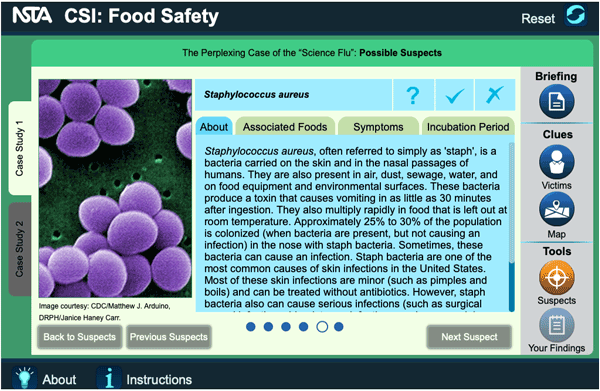 NSTA CSI: Food Safety
Reset
The Perplexing Case of the "Science Flu": Possible Suspects
Case Study 1
Case Study 2
Staphylococcus aureus
?
About
Associated Foods
Symptoms
Incubation Period
Staphylococcus aureus, often referred to simply as 'staph', is a
bacteria carried on the skin and in the nasal passages of
humans. They are also present in air, dust, sewage, water, and
on food equipment and environmental surfaces. These bacteria
produce a toxin that causes vomiting in as little as 30 minutes
after ingestion. They also multiply rapidly in food that is left out at
room temperature. Approximately 25% to 30% of the population
is colonized (when bacteria are present, but not causing an
infection) in the nose with staph bacteria. Sometimes, these
bacteria can cause an infection. Staph bacteria are one of the
most common causes of skin infections in the United States.
Most of these skin infections are minor (such as pimples and
boils) and can be treated without antibiotics. However, staph
bacteria also can cause serious infections (such as surgical
Image courtesy: CDC/Matthew J. Arduino,
DRPH/Janice Haney Carr.
Back to Suspects
Previous Suspects
Next Suspect
Briefing
Clues
Victims
Map
Tools
Suspects
Your Findings
About
i Instructions